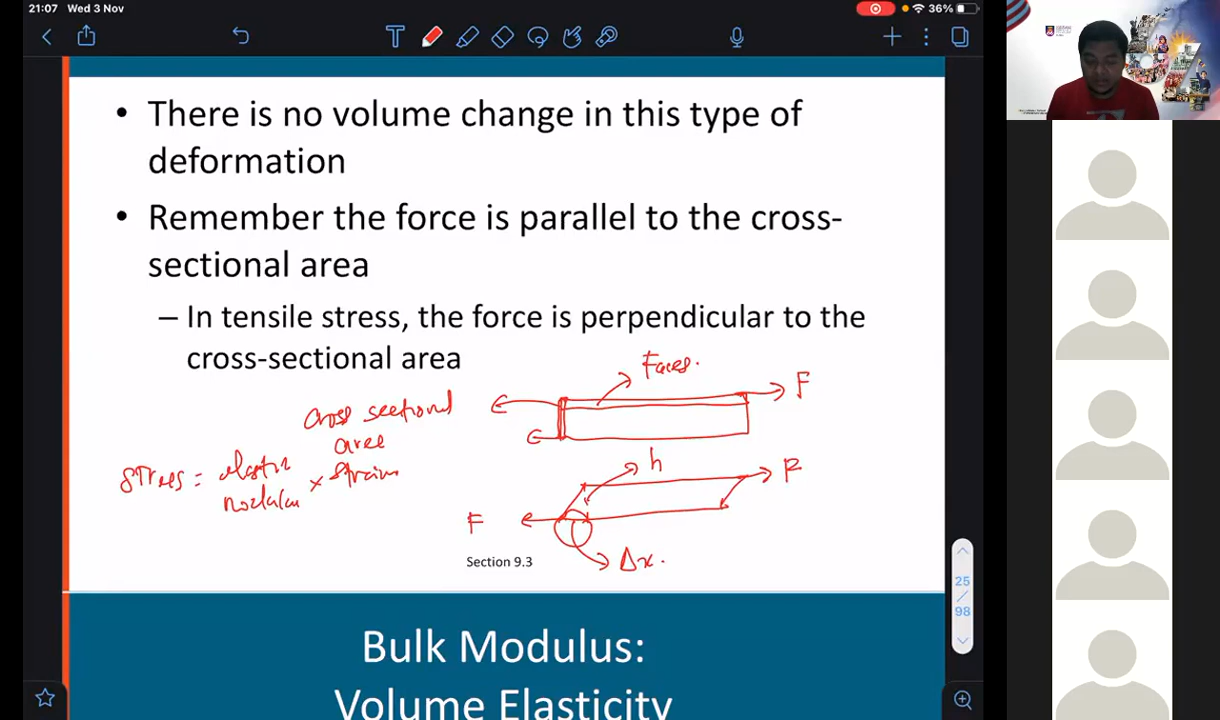 21:07 Wed 3 Nov
36%
• There is no volume change in this type of
deformation
• Remember the force is parallel to the cross-
sectional area
– In tensile stress, the force is perpendicular to the
cross-sectional area
Faces.
F
cross sectional
area
stress = elastic
modular × strain
h
F
F
Δx.
Section 9.3
25
/
98
Bulk Modulus:
Volume Elasticity